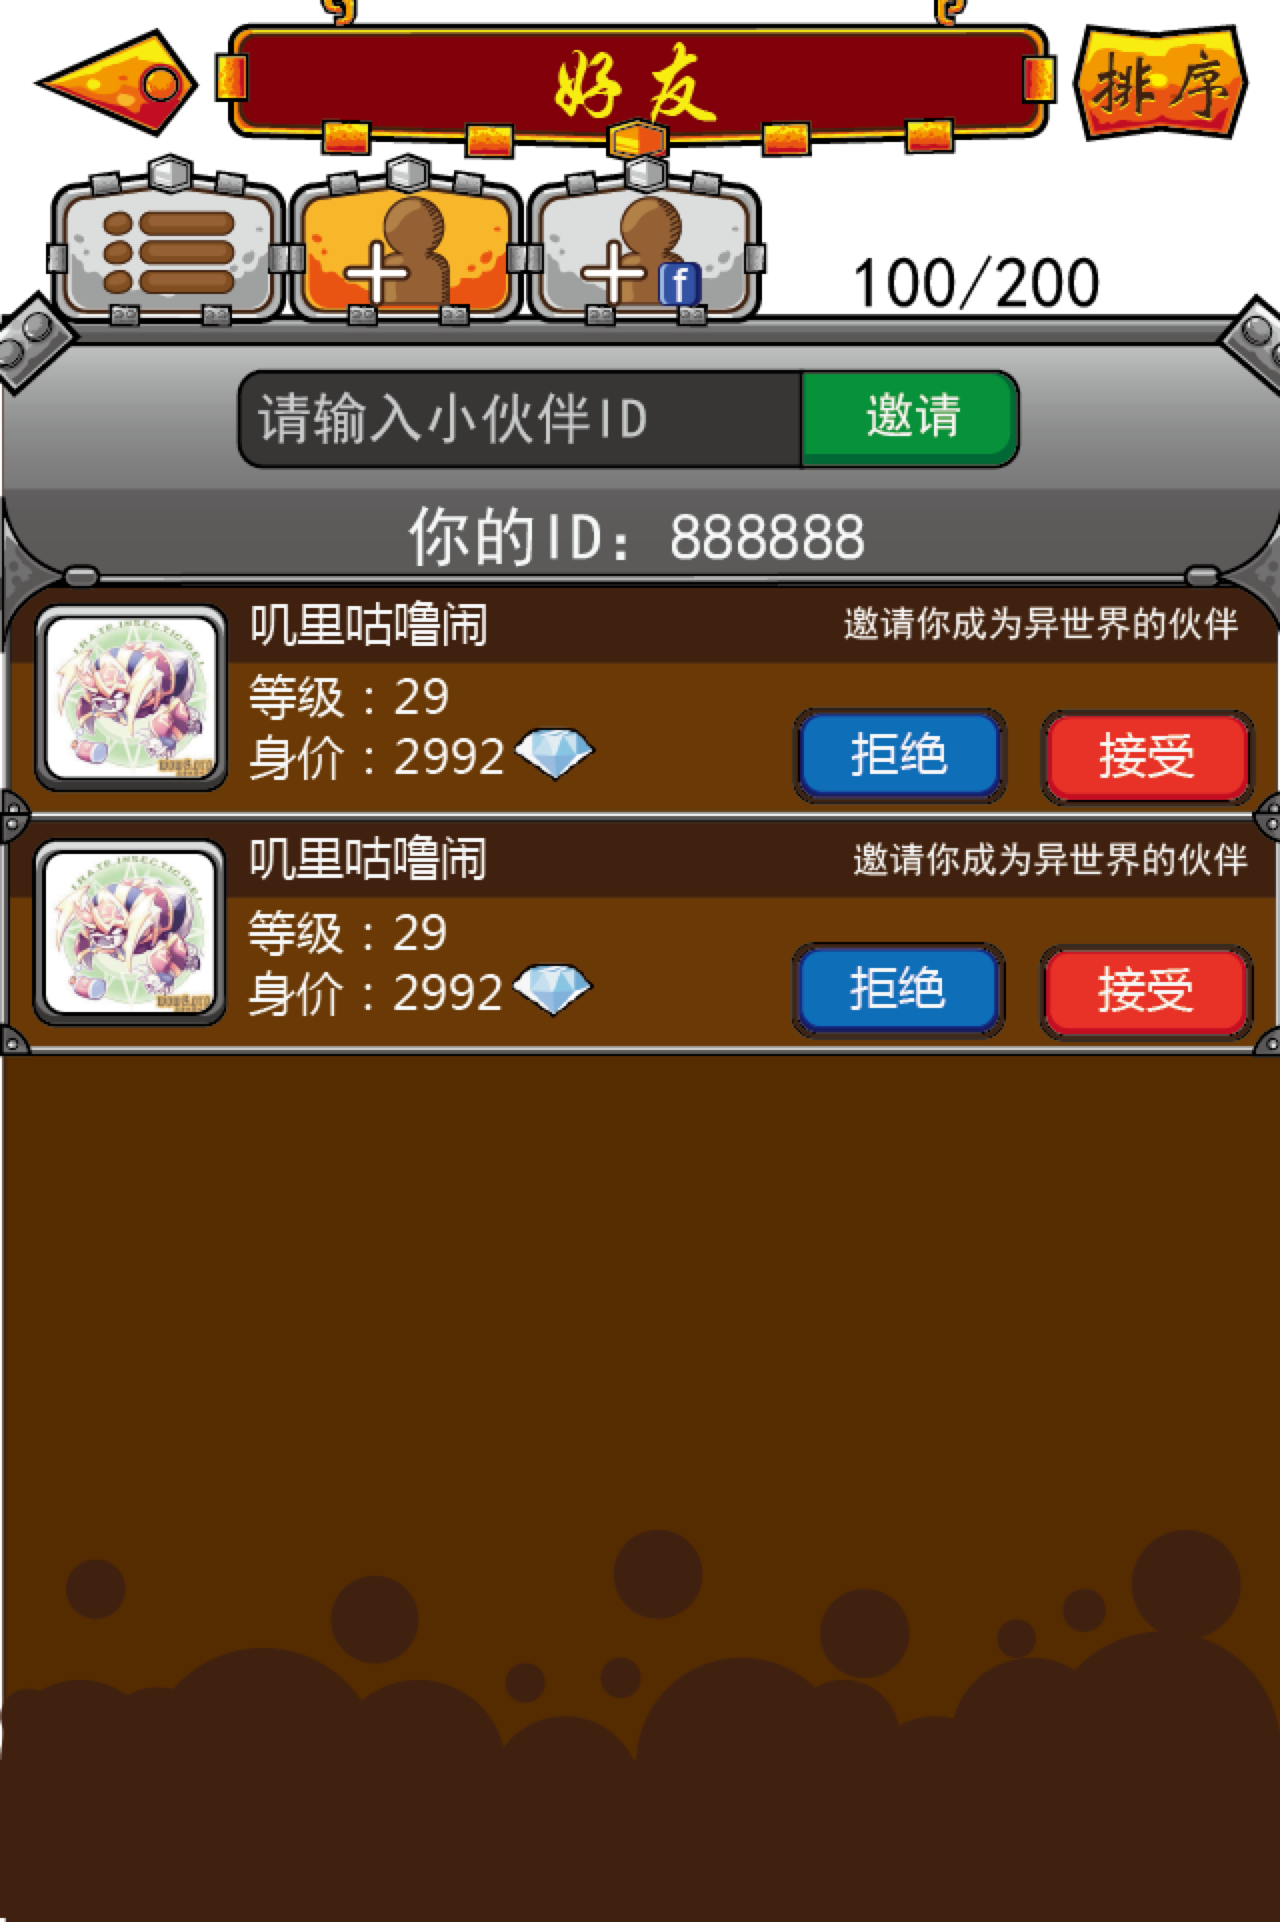 好友
排序
f
100/200
请输入小伙伴ID
邀请
你的ID：888888
叽里咕噜闹
邀请你成为异世界的伙伴
等级：29
身价：2992
拒绝
接受
叽里咕噜闹
邀请你成为异世界的伙伴
等级：29
身价：2992
拒绝
接受